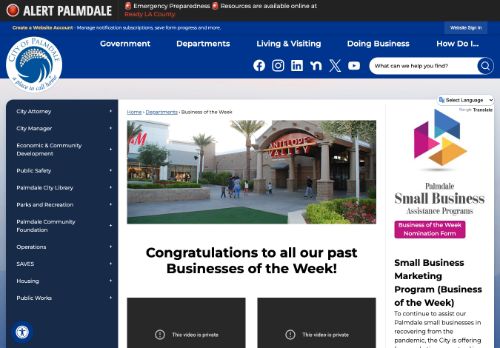 ALERT PALMDALE
🚨 Emergency Preparedness 🚨 Resources are available online at
Ready LA County.
Create a Website Account - Manage notification subscriptions, save form progress and more.
Website Sign In
CITY OF PALMDALE
a place to call home
Government
Departments
Living & Visiting
Doing Business
How Do I...
What can we help you find?
Select Language
Google Translate
City Attorney +
City Manager +
Economic & Community
Development +
Public Safety +
Palmdale City Library +
Parks and Recreation +
Palmdale Community
Foundation +
Operations +
SAVES +
Housing +
Public Works +
Home › Departments › Business of the Week
H&M
ANTELOPE
VALLEY
Congratulations to all our past
Businesses of the Week!
This video is private
This video is private
Palmdale
Small Business
Assistance Programs
Business of the Week
Nomination Form
Small Business
Marketing
Program (Business
of the Week)
To continue to assist our
Palmdale small businesses in
recovering from the
pandemic, the City is offering